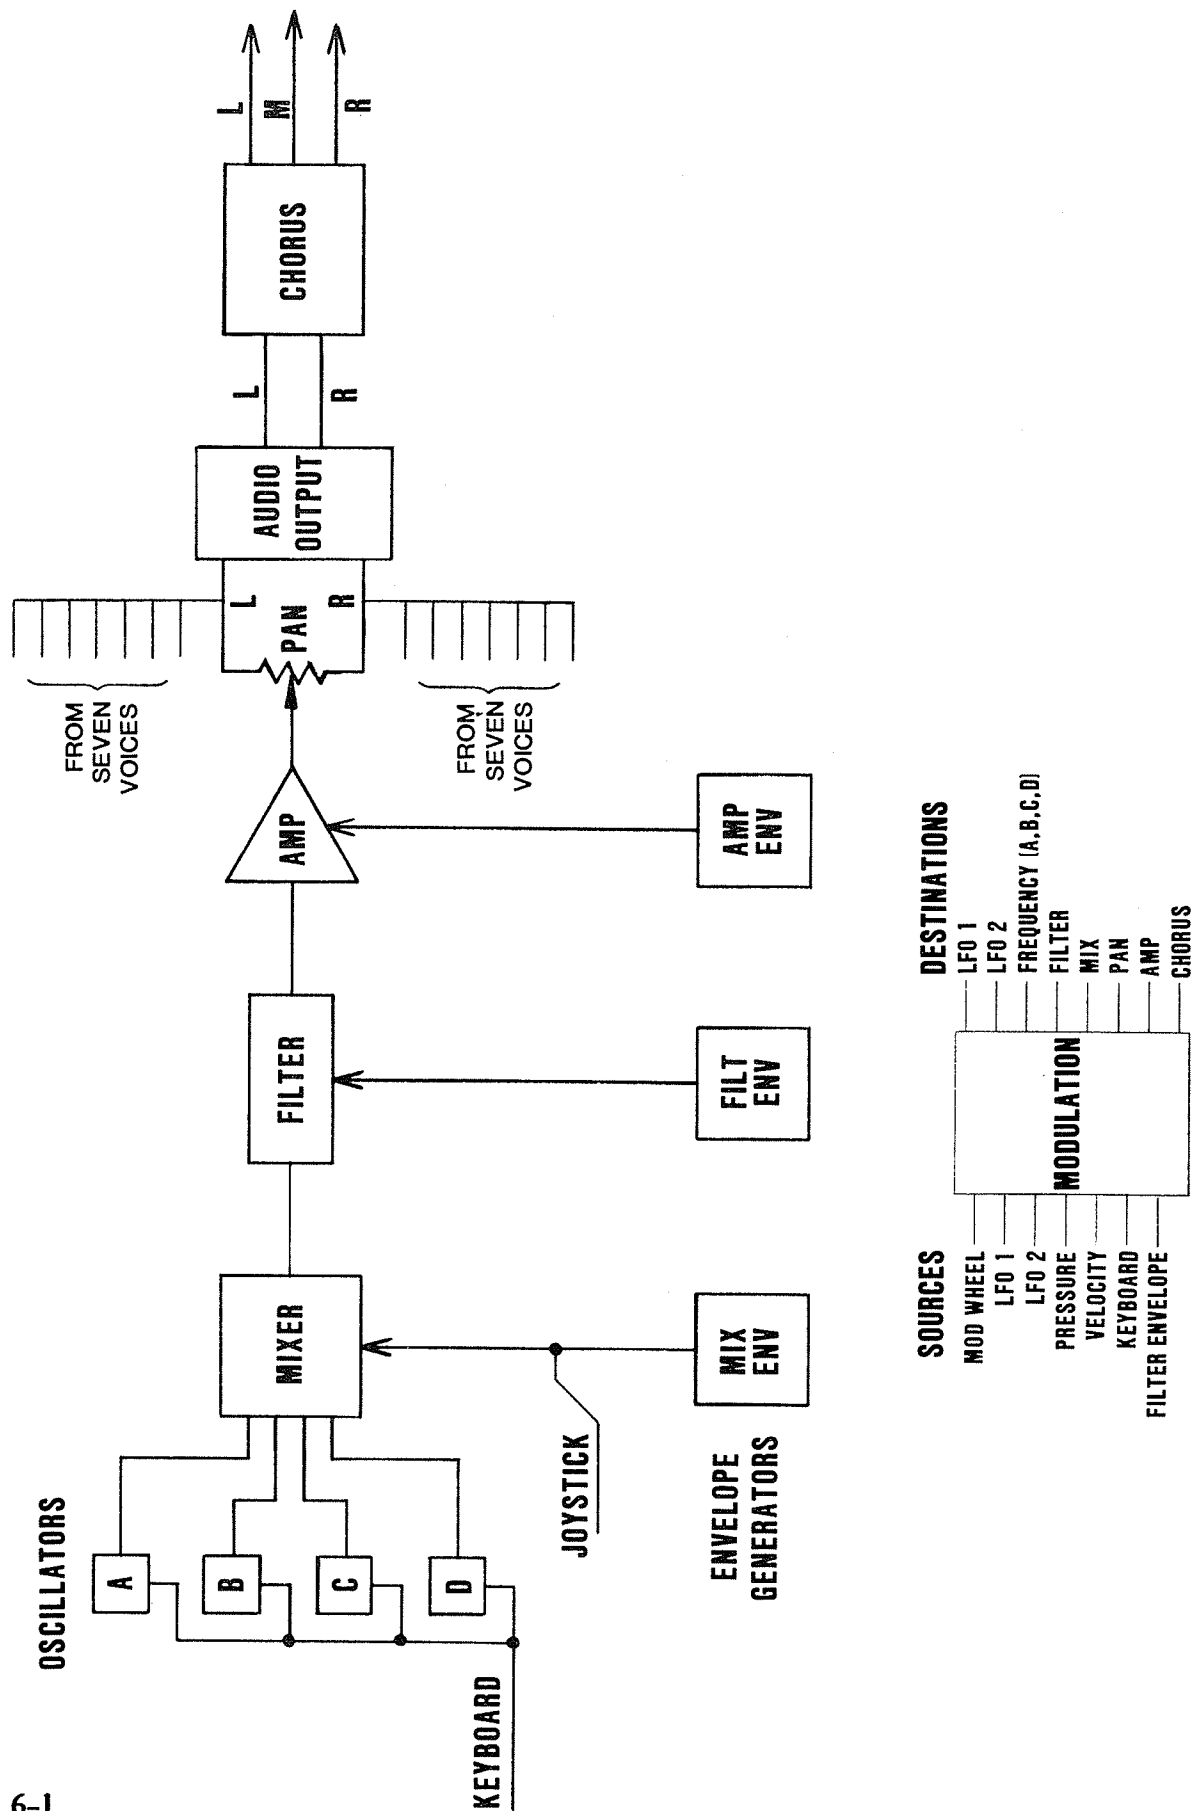 OSCILLATORS
A
B
C
D
KEYBOARD
MIXER
JOYSTICK
ENVELOPE
GENERATORS
MIX
ENV
FILTER
FILT
ENV
AMP
AMP
ENV
FROM
SEVEN
VOICES
FROM
SEVEN
VOICES
L
PAN
R
AUDIO
OUTPUT
L
R
CHORUS
L
M
R
SOURCES
MOD WHEEL
LFO 1
LFO 2
PRESSURE
VELOCITY
KEYBOARD
FILTER ENVELOPE
MODULATION
DESTINATIONS
LFO 1
LFO 2
FREQUENCY (A,B,C,D)
FILTER
MIX
PAN
AMP
CHORUS
6-1